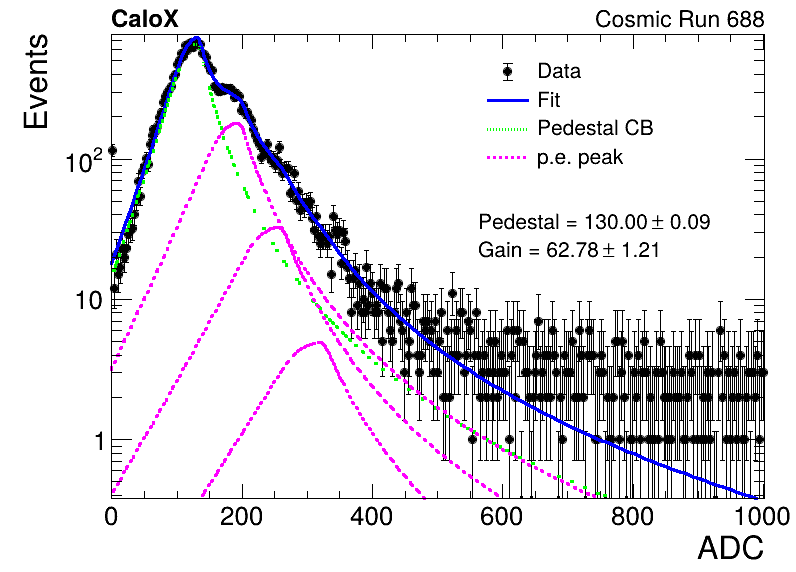 CaloX Cosmic Run 688
Events
Data
Fit
Pedestal CB
p.e. peak
Pedestal = 130.00 ± 0.09
Gain = 62.78 ± 1.21
10²
10
1
0 200 400 600 800 1000
ADC